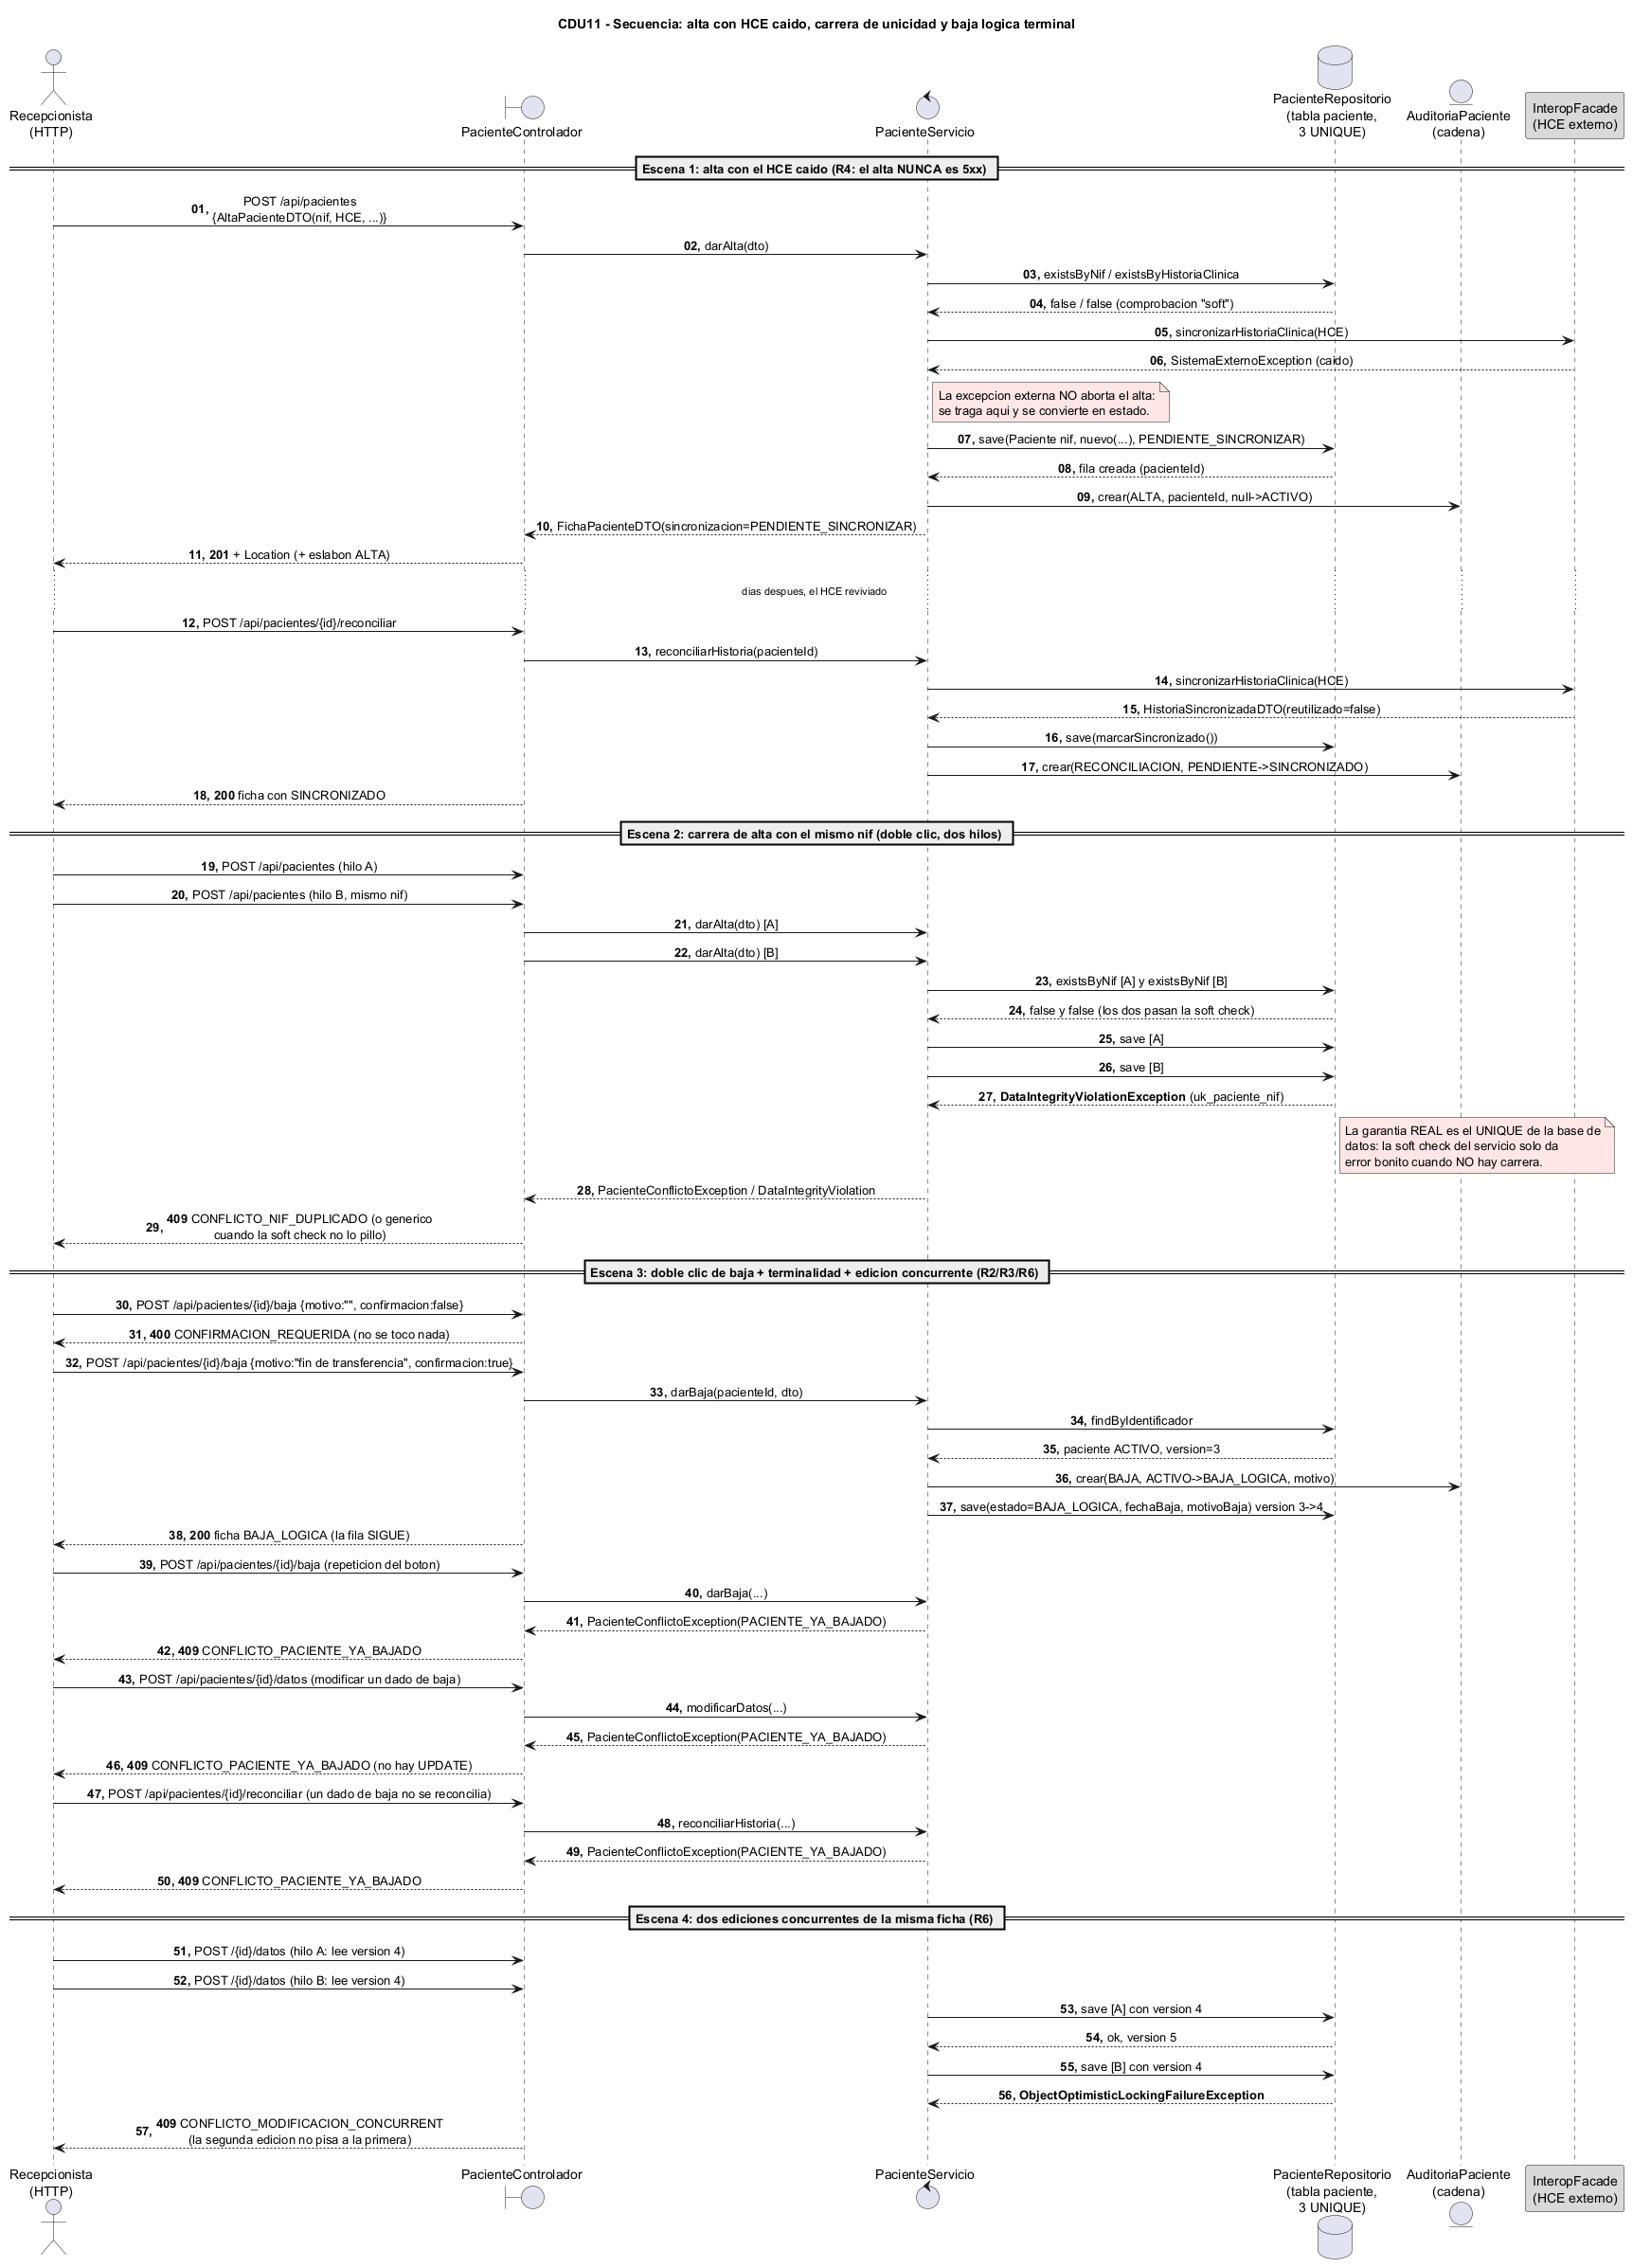 CDU11 - Secuencia: alta con HCE caido, carrera de unicidad y baja logica terminal
Recepcionista
(HTTP)
PacienteControlador
PacienteServicio
PacienteRepositorio
(tabla paciente,
3 UNIQUE)
AuditoriaPaciente
(cadena)
InteropFacade
(HCE externo)
Escena 1: alta con el HCE caido (R4: el alta NUNCA es 5xx)
01, POST /api/pacientes
{AltaPacienteDTO(nif, HCE, ...)}
02, darAlta(dto)
03, existsByNif / existsByHistoriaClinica
04, false / false (comprobacion "soft")
05, sincronizarHistoriaClinica(HCE)
06, SistemaExternoException (caido)
La excepcion externa NO aborta el alta:
se traga aqui y se convierte en estado.
07, save(Paciente nif, nuevo(...), PENDIENTE_SINCRONIZAR)
08, fila creada (pacienteId)
09, crear(ALTA, pacienteId, null->ACTIVO)
10, FichaPacienteDTO(sincronizacion=PENDIENTE_SINCRONIZAR)
11, 201 + Location (+ eslabon ALTA)
dias despues, el HCE reviviado
12, POST /api/pacientes/{id}/reconciliar
13, reconciliarHistoria(pacienteId)
14, sincronizarHistoriaClinica(HCE)
15, HistoriaSincronizadaDTO(reutilizado=false)
16, save(marcarSincronizado())
17, crear(RECONCILIACION, PENDIENTE->SINCRONIZADO)
18, 200 ficha con SINCRONIZADO
Escena 2: carrera de alta con el mismo nif (doble clic, dos hilos)
19, POST /api/pacientes (hilo A)
20, POST /api/pacientes (hilo B, mismo nif)
21, darAlta(dto) [A]
22, darAlta(dto) [B]
23, existsByNif [A] y existsByNif [B]
24, false y false (los dos pasan la soft check)
25, save [A]
26, save [B]
27, DataIntegrityViolationException (uk_paciente_nif)
La garantia REAL es el UNIQUE de la base de
datos: la soft check del servicio solo da
error bonito cuando NO hay carrera.
28, PacienteConflictoException / DataIntegrityViolation
29, 409 CONFLICTO_NIF_DUPLICADO (o generico
cuando la soft check no lo pillo)
Escena 3: doble clic de baja + terminalidad + edicion concurrente (R2/R3/R6)
30, POST /api/pacientes/{id}/baja {motivo:"", confirmacion:false}
31, 400 CONFIRMACION_REQUERIDA (no se toco nada)
32, POST /api/pacientes/{id}/baja {motivo:"fin de transferencia", confirmacion:true}
33, darBaja(pacienteId, dto)
34, findByIdentificador
35, paciente ACTIVO, version=3
36, crear(BAJA, ACTIVO->BAJA_LOGICA, motivo)
37, save(estado=BAJA_LOGICA, fechaBaja, motivoBaja) version 3->4
38, 200 ficha BAJA_LOGICA (la fila SIGUE)
39, POST /api/pacientes/{id}/baja (repeticion del boton)
40, darBaja(...)
41, PacienteConflictoException(PACIENTE_YA_BAJADO)
42, 409 CONFLICTO_PACIENTE_YA_BAJADO
43, POST /api/pacientes/{id}/datos (modificar un dado de baja)
44, modificarDatos(...)
45, PacienteConflictoException(PACIENTE_YA_BAJADO)
46, 409 CONFLICTO_PACIENTE_YA_BAJADO (no hay UPDATE)
47, POST /api/pacientes/{id}/reconciliar (un dado de baja no se reconcilia)
48, reconciliarHistoria(...)
49, PacienteConflictoException(PACIENTE_YA_BAJADO)
50, 409 CONFLICTO_PACIENTE_YA_BAJADO
Escena 4: dos ediciones concurrentes de la misma ficha (R6)
51, POST /{id}/datos (hilo A: lee version 4)
52, POST /{id}/datos (hilo B: lee version 4)
53, save [A] con version 4
54, ok, version 5
55, save [B] con version 4
56, ObjectOptimisticLockingFailureException
57, 409 CONFLICTO_MODIFICACION_CONCURRENT
(la segunda edicion no pisa a la primera)
Recepcionista
(HTTP)
PacienteControlador
PacienteServicio
PacienteRepositorio
(tabla paciente,
3 UNIQUE)
AuditoriaPaciente
(cadena)
InteropFacade
(HCE externo)